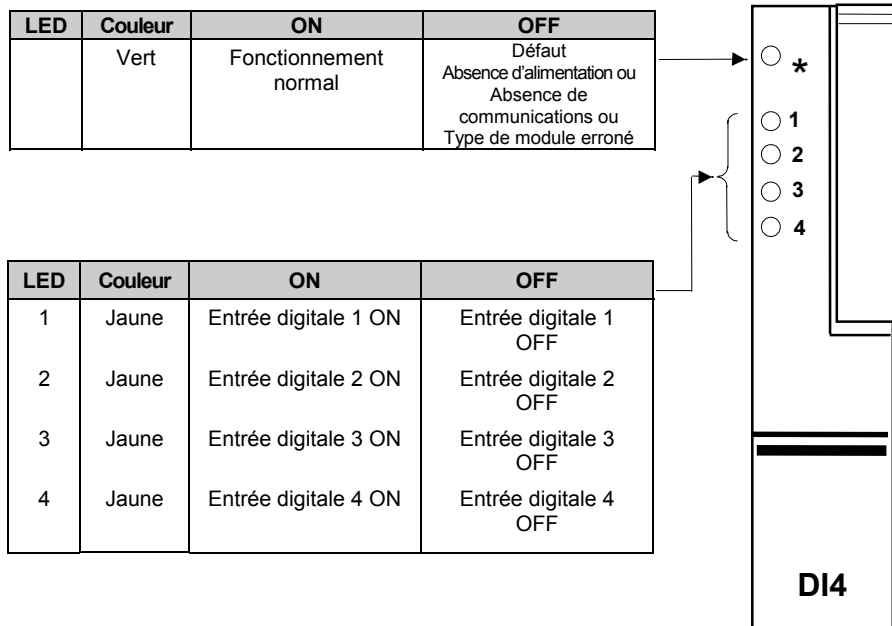 LED Couleur ON OFF
Vert Fonctionnement normal Défaut
Absence d'alimentation ou
Absence de
communications ou
Type de module erroné
*
1
2
3
4
LED Couleur ON OFF
1 Jaune Entrée digitale 1 ON Entrée digitale 1
OFF
2 Jaune Entrée digitale 2 ON Entrée digitale 2
OFF
3 Jaune Entrée digitale 3 ON Entrée digitale 3
OFF
4 Jaune Entrée digitale 4 ON Entrée digitale 4
OFF
DI4